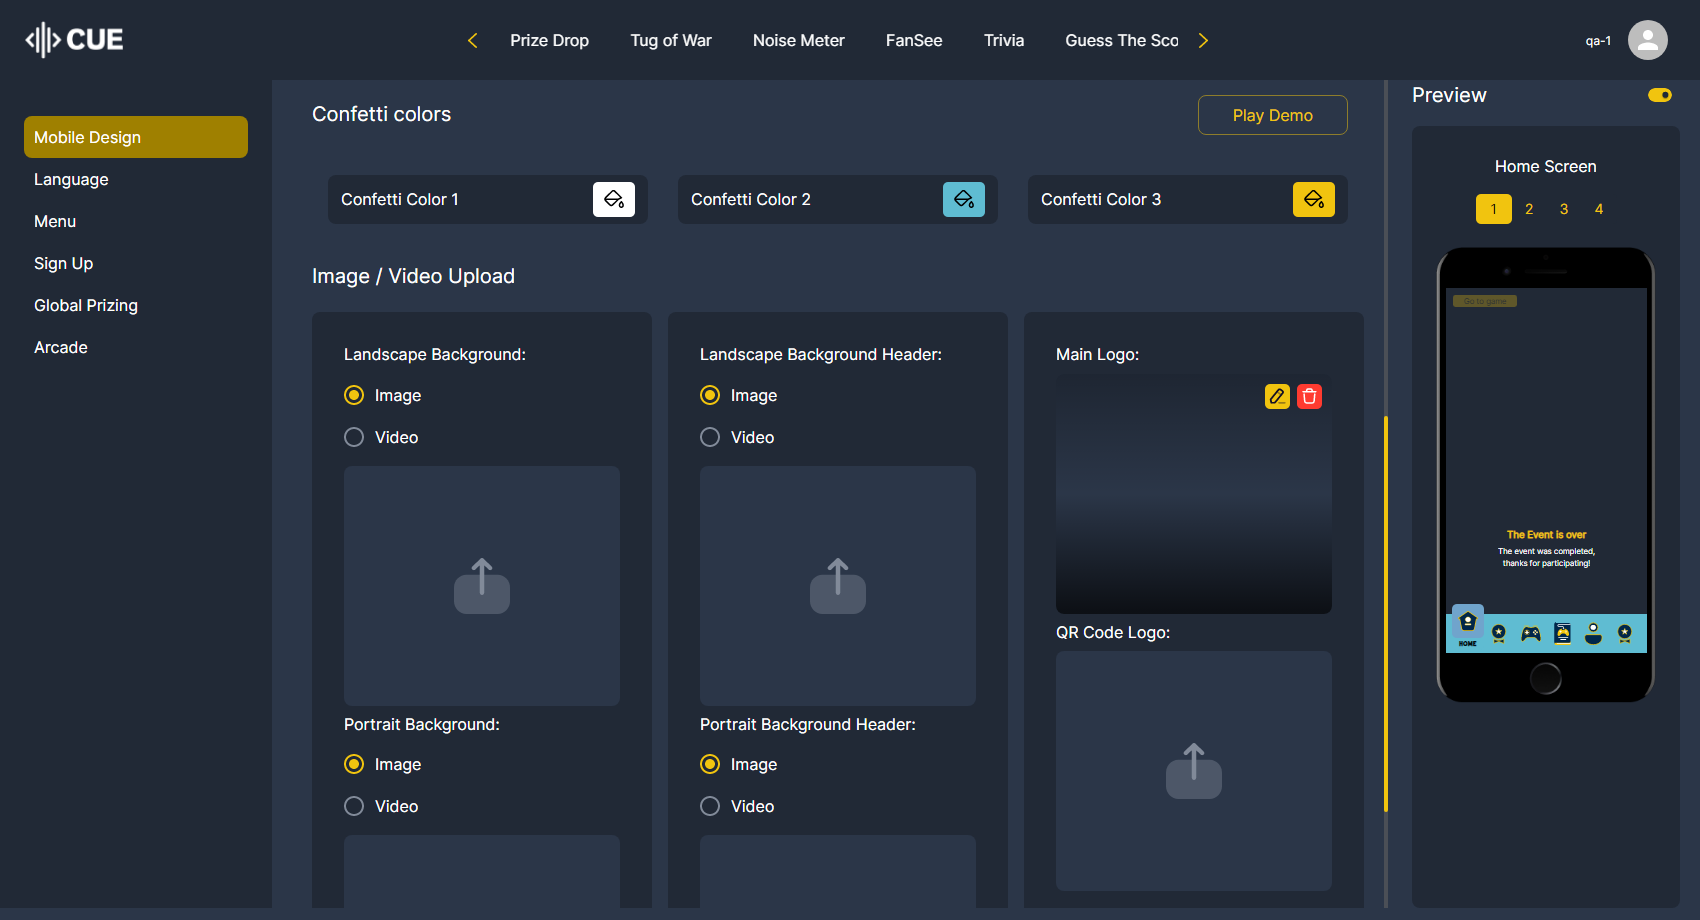 CUE
Prize Drop
Tug of War
Noise Meter
FanSee
Trivia
Guess The Sco
qa-1
Mobile Design
Language
Menu
Sign Up
Global Prizing
Arcade
Confetti colors
Play Demo
Confetti Color 1
Confetti Color 2
Confetti Color 3
Image / Video Upload
Landscape Background:
Image
Video
Portrait Background:
Image
Video
Landscape Background Header:
Image
Video
Portrait Background Header:
Image
Video
Main Logo:
QR Code Logo:
Preview
Home Screen
1 2 3 4
Go to game
The Event is over
The event was completed,
thanks for participating!
HOME